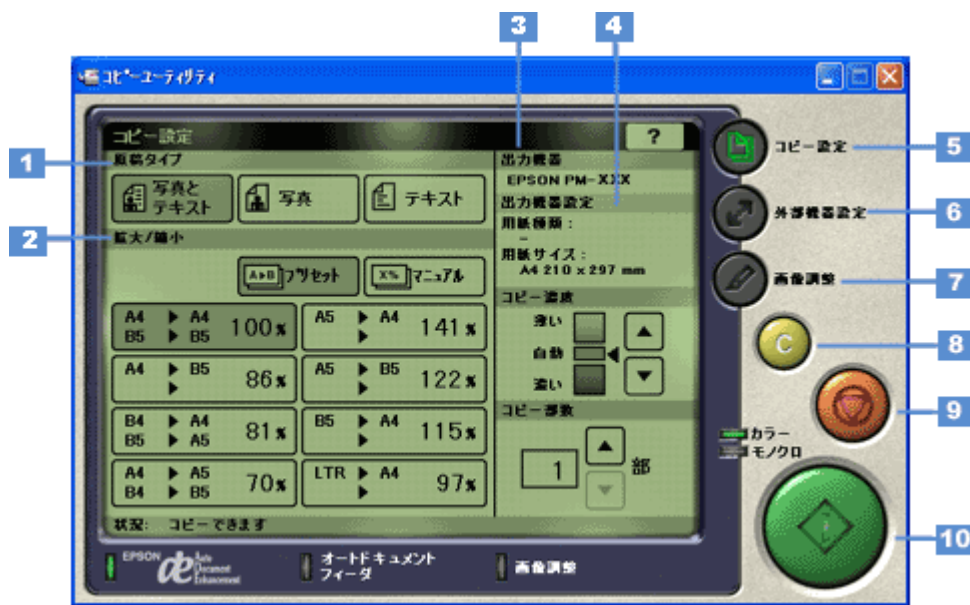 3
4
コピーユーティリティ
コピー設定
?
1
原稿タイプ
写真と
テキスト
写真
テキスト
2
拡大/縮小
A▶B
プリセット
X%
マニュアル
A4 ▶ A4
B5 ▶ B5
100%
A5 ▶ A4
▶
141%
A4 ▶ B5
▶
86%
A5 ▶ B5
▶
122%
B4 ▶ A4
B5 ▶ A5
81%
B5 ▶ A4
▶
115%
A4 ▶ A5
B4 ▶ B5
70%
LTR ▶ A4
▶
97%
状況: コピーできます
出力機器
EPSON PM-XXX
出力機器設定
用紙種類:
-
用紙サイズ:
A4 210 x 297 mm
コピー濃度
薄い
自動
濃い
コピー部数
1
部
コピー設定
5
外部機器設定
6
画像調整
7
C
8
9
カラー
モノクロ
10
EPSON
Auto
Document
Enhancement
オートドキュメント
フィーダ
画像調整